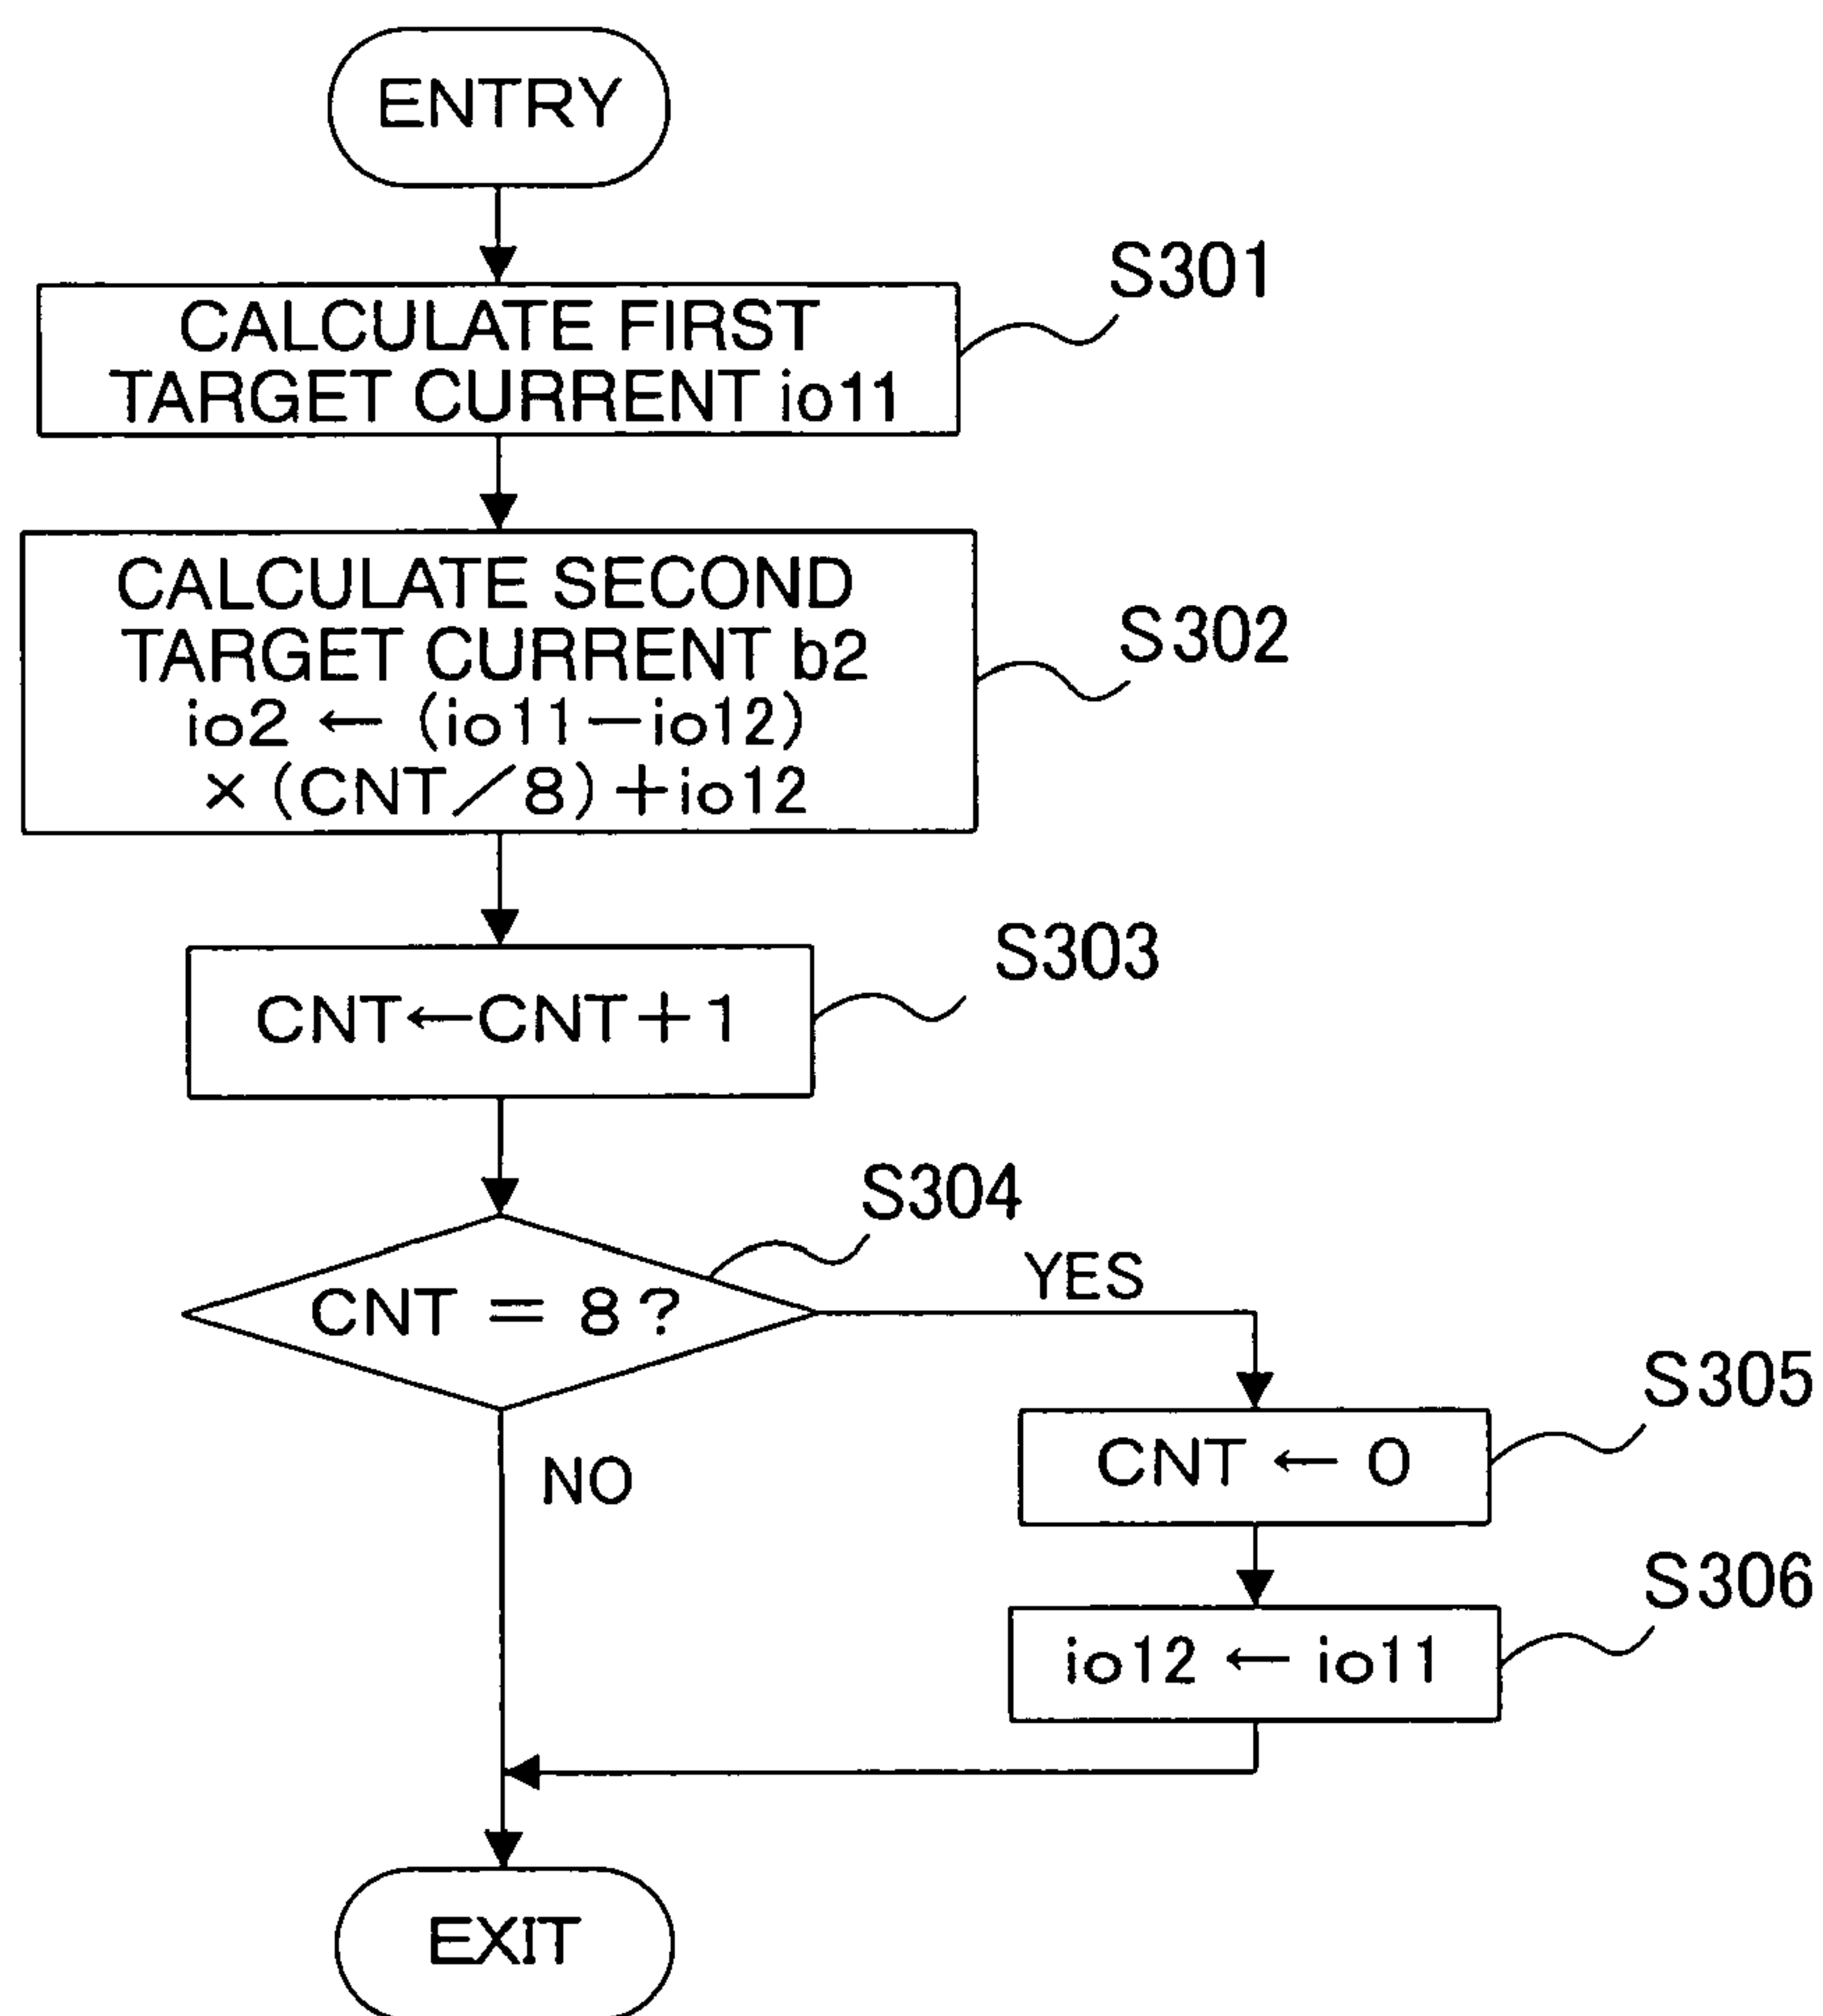 ENTRY
S301
CALCULATE FIRST
TARGET CURRENT io11
CALCULATE SECOND
TARGET CURRENT b2
S302
io2 ← (io11－io12)
×(CNT／8)＋io12
S303
CNT←CNT＋1
S304
YES
CNT = 8?
S305
CNT ← 0
NO
S306
io12 ← io11
EXIT